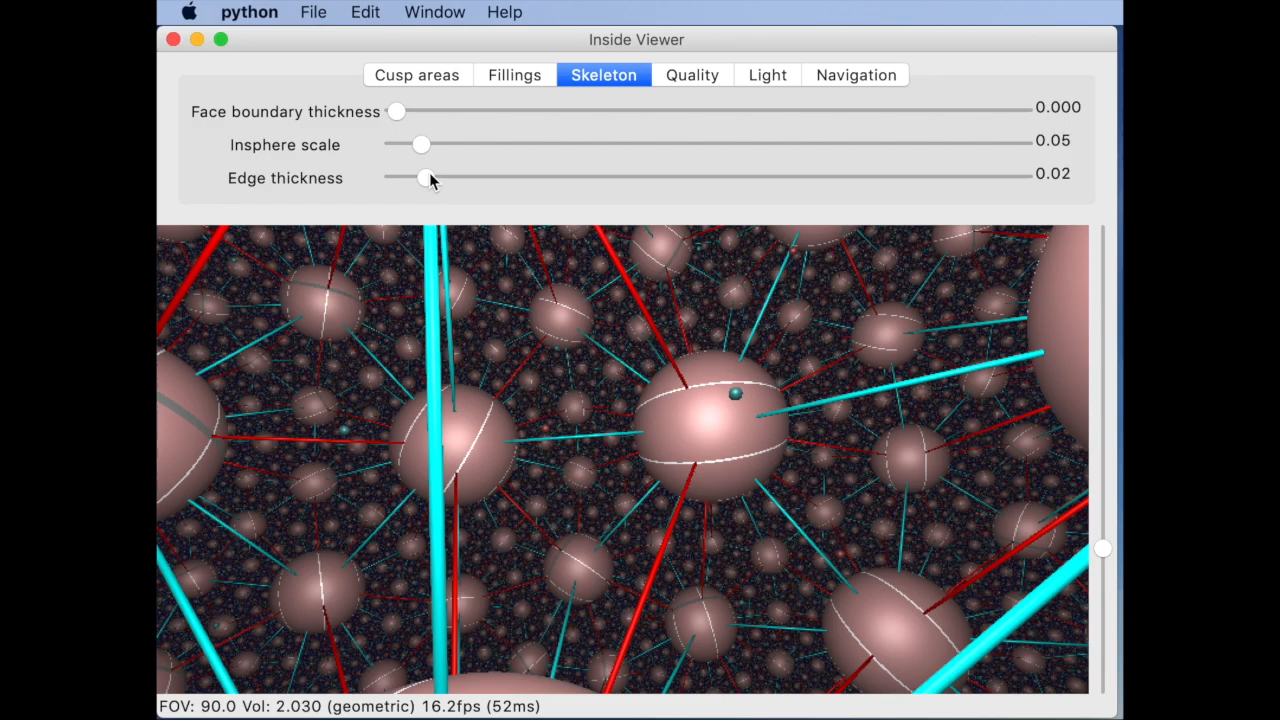 python File Edit Window Help
Inside Viewer
Cusp areas Fillings Skeleton Quality Light Navigation
Face boundary thickness 0.000
Insphere scale 0.05
Edge thickness 0.02
FOV: 90.0 Vol: 2.030 (geometric) 16.2fps (52ms)